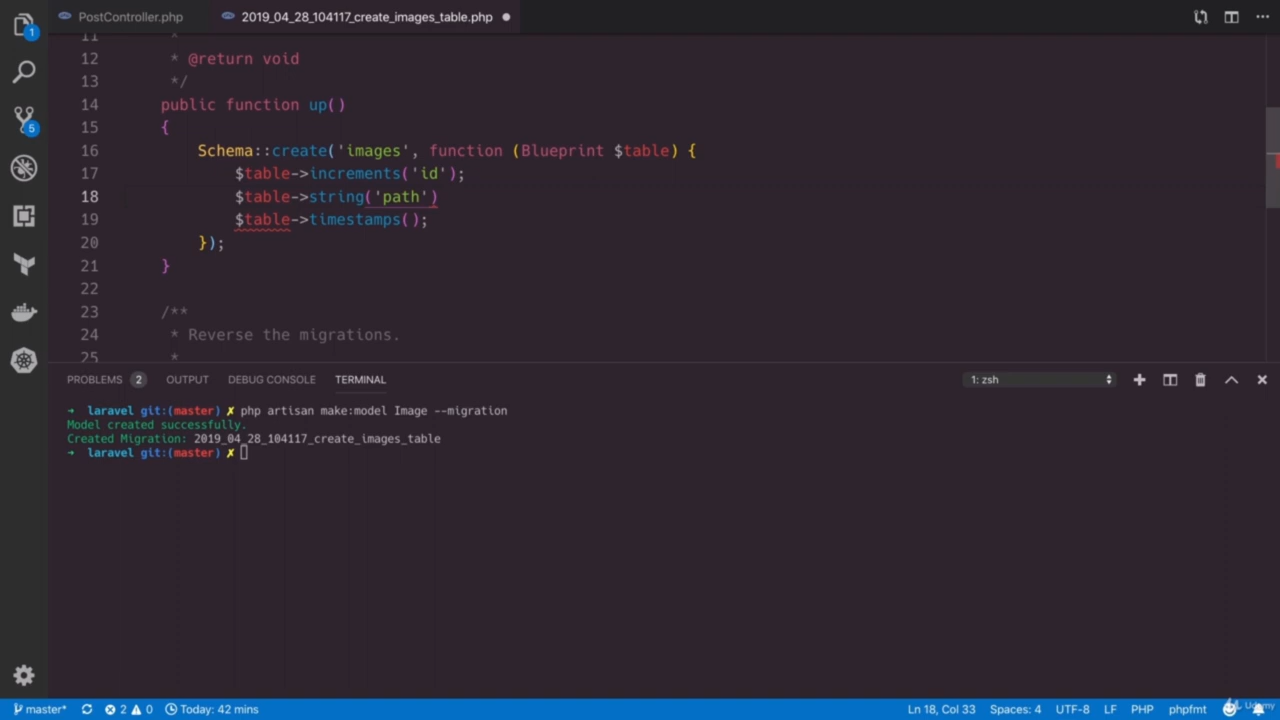 PostController.php
2019_04_28_104117_create_images_table.php
1
5
11 *
12 * @return void
13 */
14 public function up()
15 {
16 Schema::create('images', function (Blueprint $table) {
17 $table->increments('id');
18 $table->string('path')
19 $table->timestamps();
20 });
21 }
22
23 /**
24 * Reverse the migrations.
25 *
PROBLEMS 2 OUTPUT DEBUG CONSOLE TERMINAL 1: zsh
➜ laravel git:(master) ✗ php artisan make:model Image --migration
Model created successfully.
Created Migration: 2019_04_28_104117_create_images_table
➜ laravel git:(master) ✗
master* 2 0 Today: 42 mins Ln 18, Col 33 Spaces: 4 UTF-8 LF PHP phpfmt
Udemy